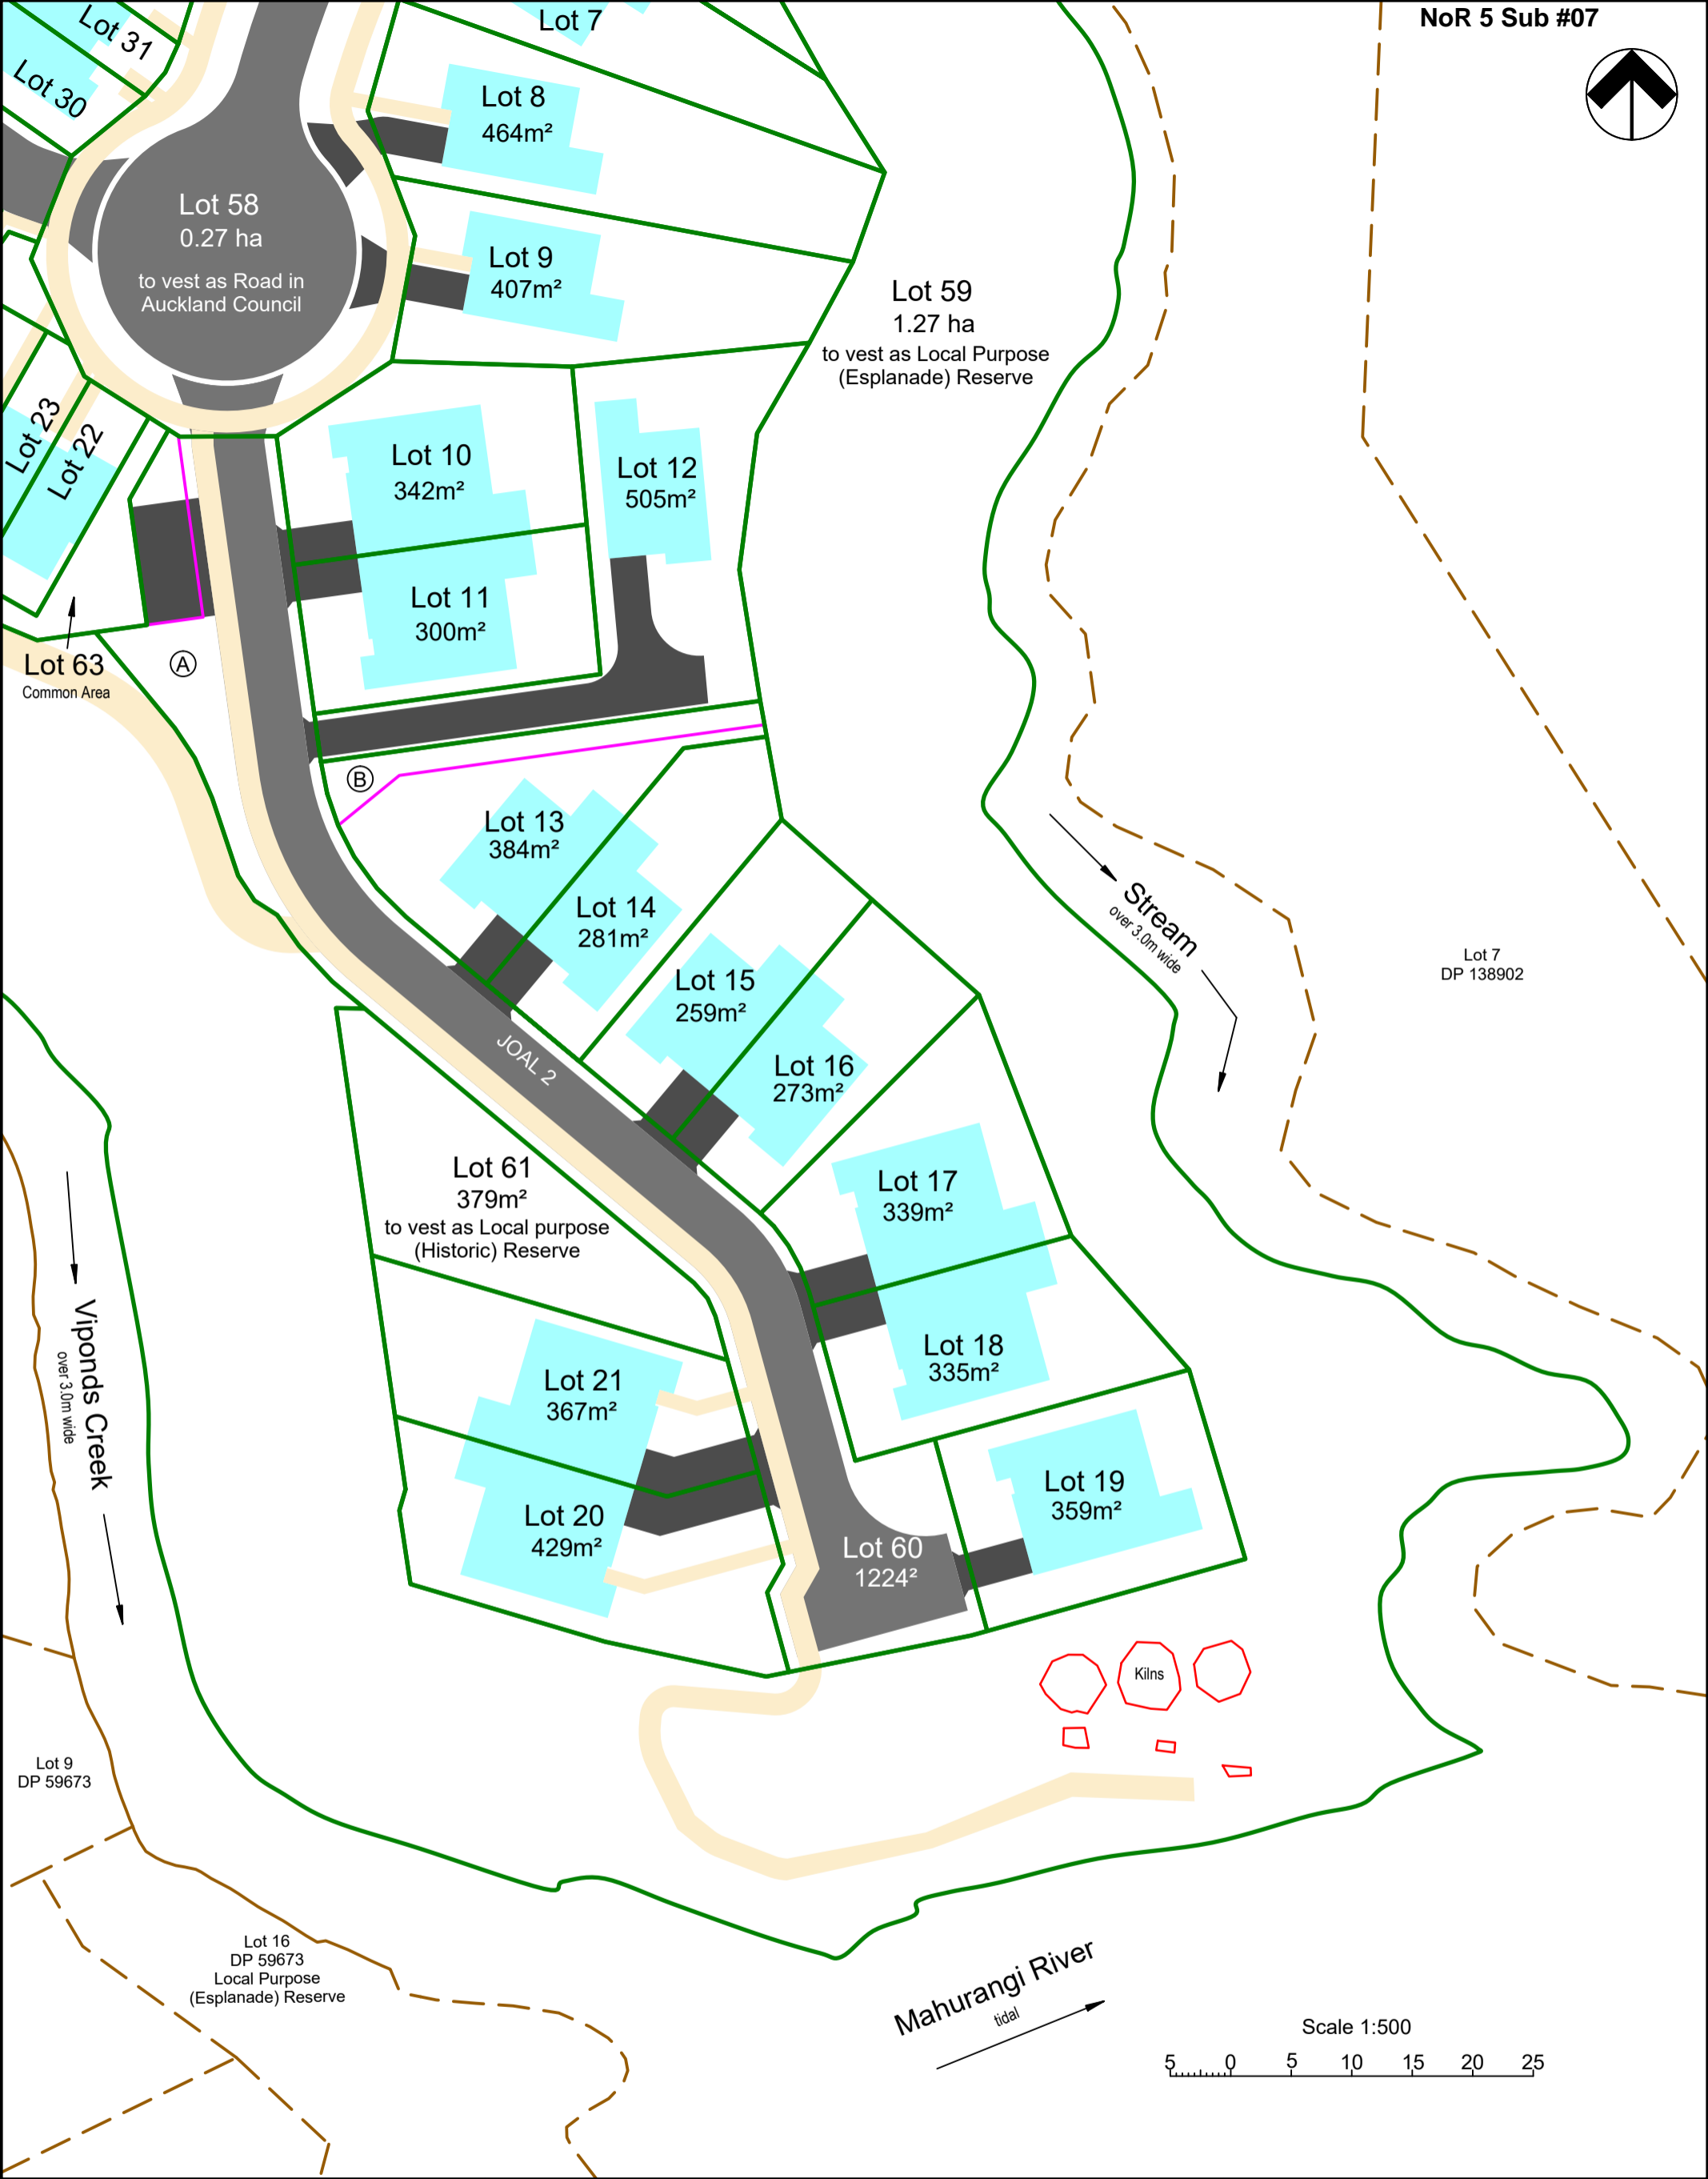 NoR 5 Sub #07
Lot 31
Lot 30
Lot 7
Lot 8
464m²
Lot 58
0.27 ha
to vest as Road in
Auckland Council
Lot 9
407m²
Lot 59
1.27 ha
to vest as Local Purpose
(Esplanade) Reserve
Lot 23
Lot 22
Lot 10
342m²
Lot 12
505m²
Lot 11
300m²
Lot 63
Common Area
A
B
Lot 13
384m²
Lot 14
281m²
Stream
over 3.0m wide
Lot 7
DP 138902
Lot 15
259m²
JOAL 2
Lot 16
273m²
Lot 61
379m²
to vest as Local purpose
(Historic) Reserve
Lot 17
339m²
Viponds Creek
over 3.0m wide
Lot 18
335m²
Lot 21
367m²
Lot 19
359m²
Lot 20
429m²
Lot 60
1224²
Kilns
Lot 9
DP 59673
Lot 16
DP 59673
Local Purpose
(Esplanade) Reserve
Mahurangi River
tidal
Scale 1:500
5 0 5 10 15 20 25